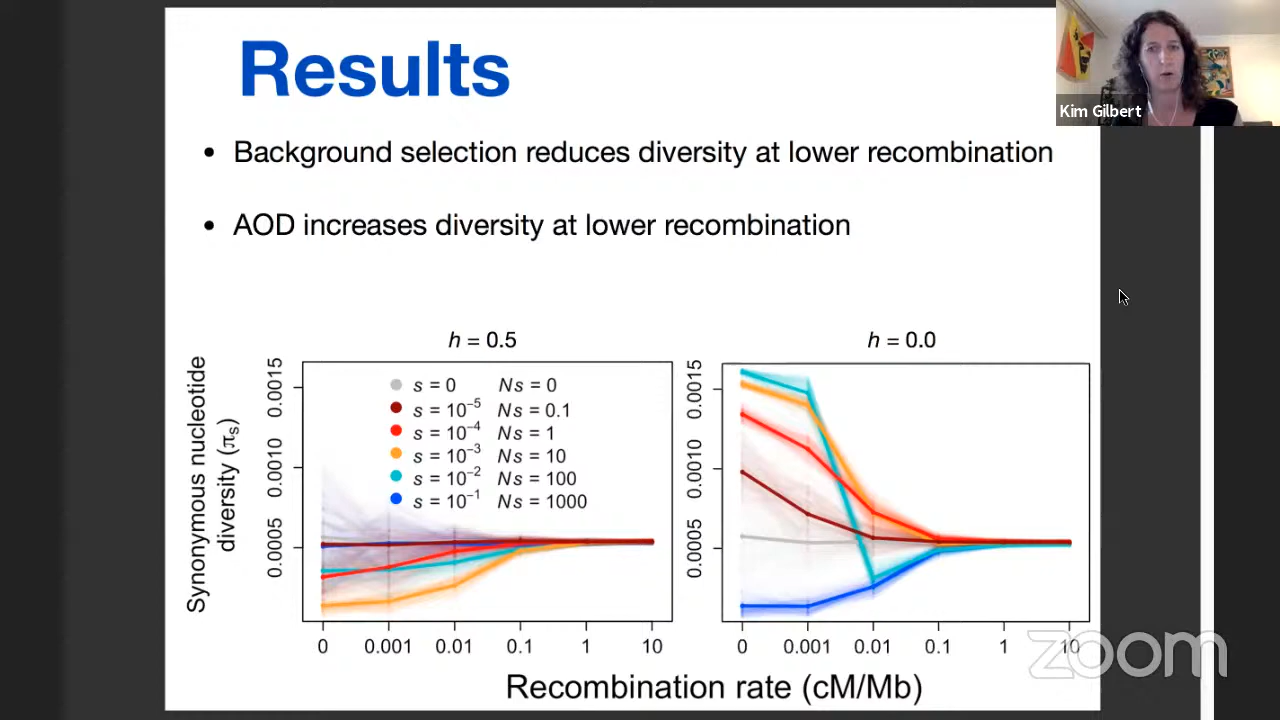 Results
Kim Gilbert
• Background selection reduces diversity at lower recombination
• AOD increases diversity at lower recombination
h = 0.5
h = 0.0
Synonymous nucleotide
diversity (πs)
0.0005 0.0010 0.0015
s = 0 Ns = 0
s = 10⁻⁵ Ns = 0.1
s = 10⁻⁴ Ns = 1
s = 10⁻³ Ns = 10
s = 10⁻² Ns = 100
s = 10⁻¹ Ns = 1000
0 0.001 0.01 0.1 1 10
0.0005 0.0010 0.0015
0 0.001 0.01 0.1 1 10
Recombination rate (cM/Mb)
zoom